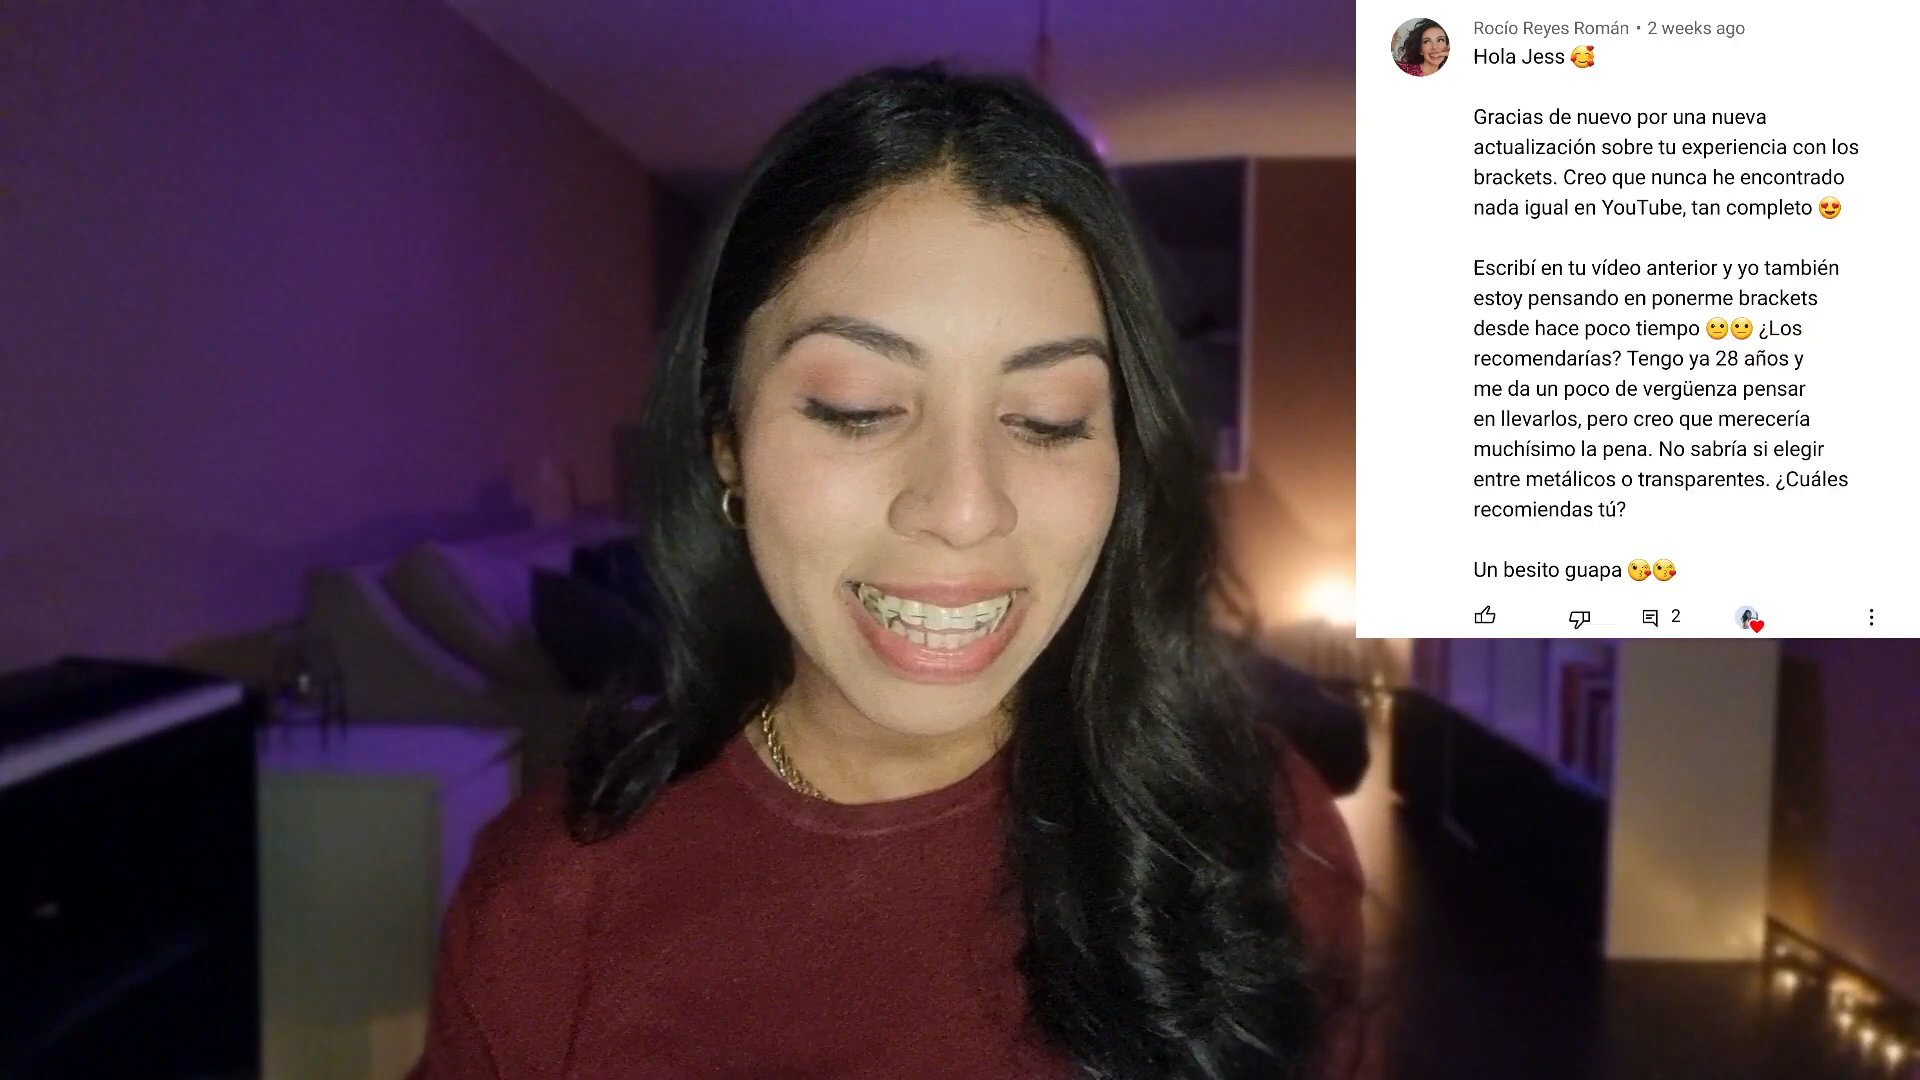 Rocío Reyes Román • 2 weeks ago
Hola Jess 🥰
Gracias de nuevo por una nueva
actualización sobre tu experiencia con los
brackets. Creo que nunca he encontrado
nada igual en YouTube, tan completo 😍
Escribí en tu vídeo anterior y yo también
estoy pensando en ponerme brackets
desde hace poco tiempo 😐😐 ¿Los
recomendarías? Tengo ya 28 años y
me da un poco de vergüenza pensar
en llevarlos, pero creo que merecería
muchísimo la pena. No sabría si elegir
entre metálicos o transparentes. ¿Cuáles
recomiendas tú?
Un besito guapa 😘😘
2